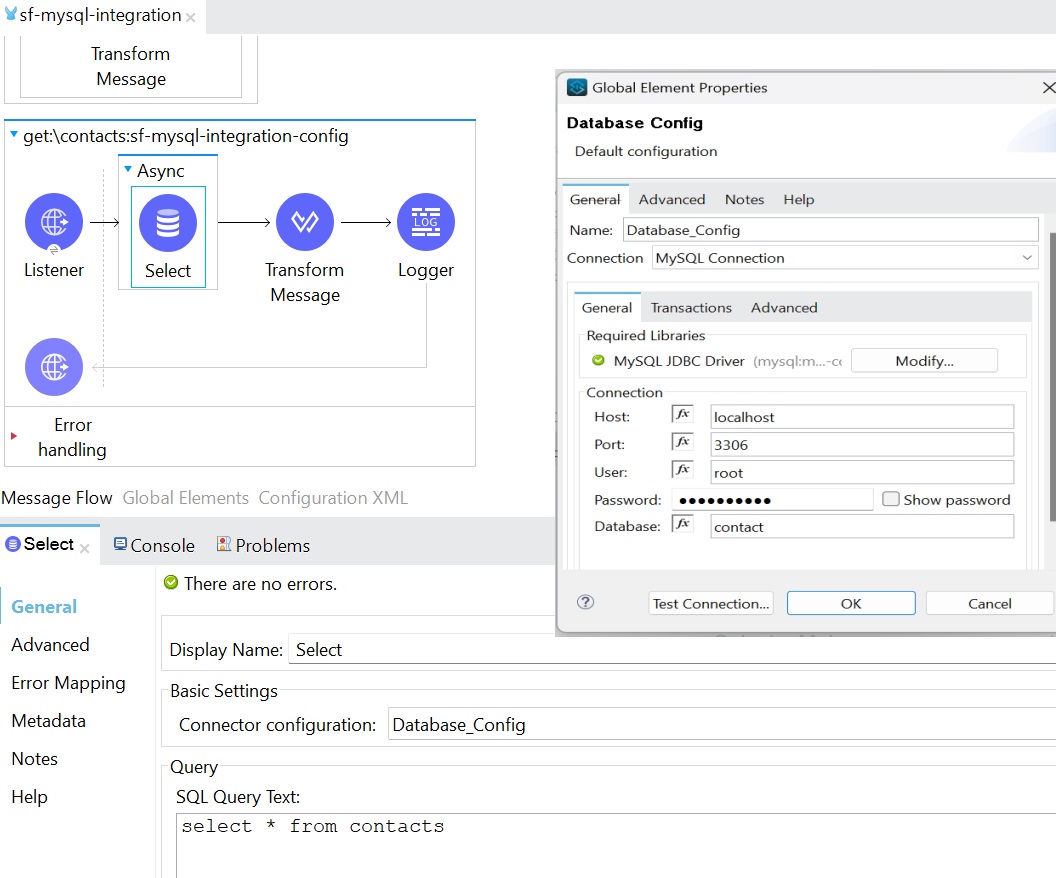 sf-mysql-integration
Transform
Message
get:\contacts:sf-mysql-integration-config
Async
Listener
Select
Transform
Message
LOG
Logger
Error
handling
Message Flow Global Elements Configuration XML
Select Console Problems
There are no errors.
General
Advanced
Error Mapping
Metadata
Notes
Help
Display Name: Select
Basic Settings
Connector configuration: Database_Config
Query
SQL Query Text:
select * from contacts
Global Element Properties
Database Config
Default configuration
General Advanced Notes Help
Name: Database_Config
Connection MySQL Connection
General Transactions Advanced
Required Libraries
MySQL JDBC Driver (mysql:m...-cc Modify...
Connection
Host: fx localhost
Port: fx 3306
User: fx root
Password: ●●●●●●●●●● Show password
Database: fx contact
? Test Connection... OK Cancel